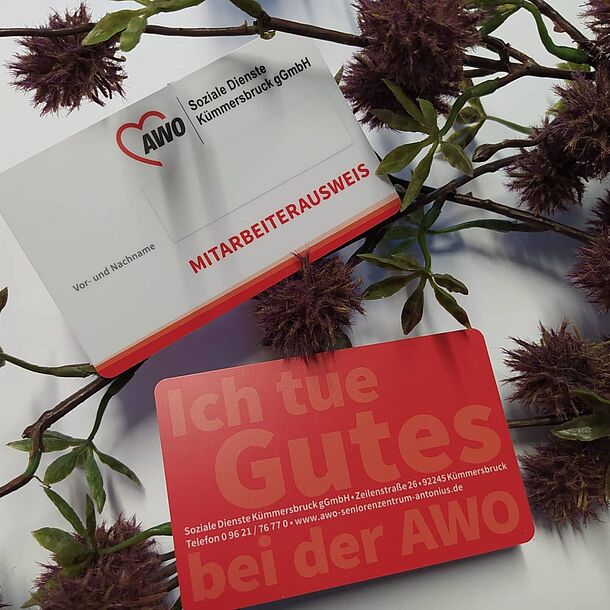 AWO
Soziale Dienste
Kümmersbruck gGmbH
MITARBEITERAUSWEIS
Vor- und Nachname
Ich tue
Gutes
Soziale Dienste Kümmersbruck gGmbH • Zeilenstraße 26 • 92245 Kümmersbruck
Telefon 0 96 21 / 76 77 0 • www.awo-seniorenzentrum-antonius.de
bei der AWO